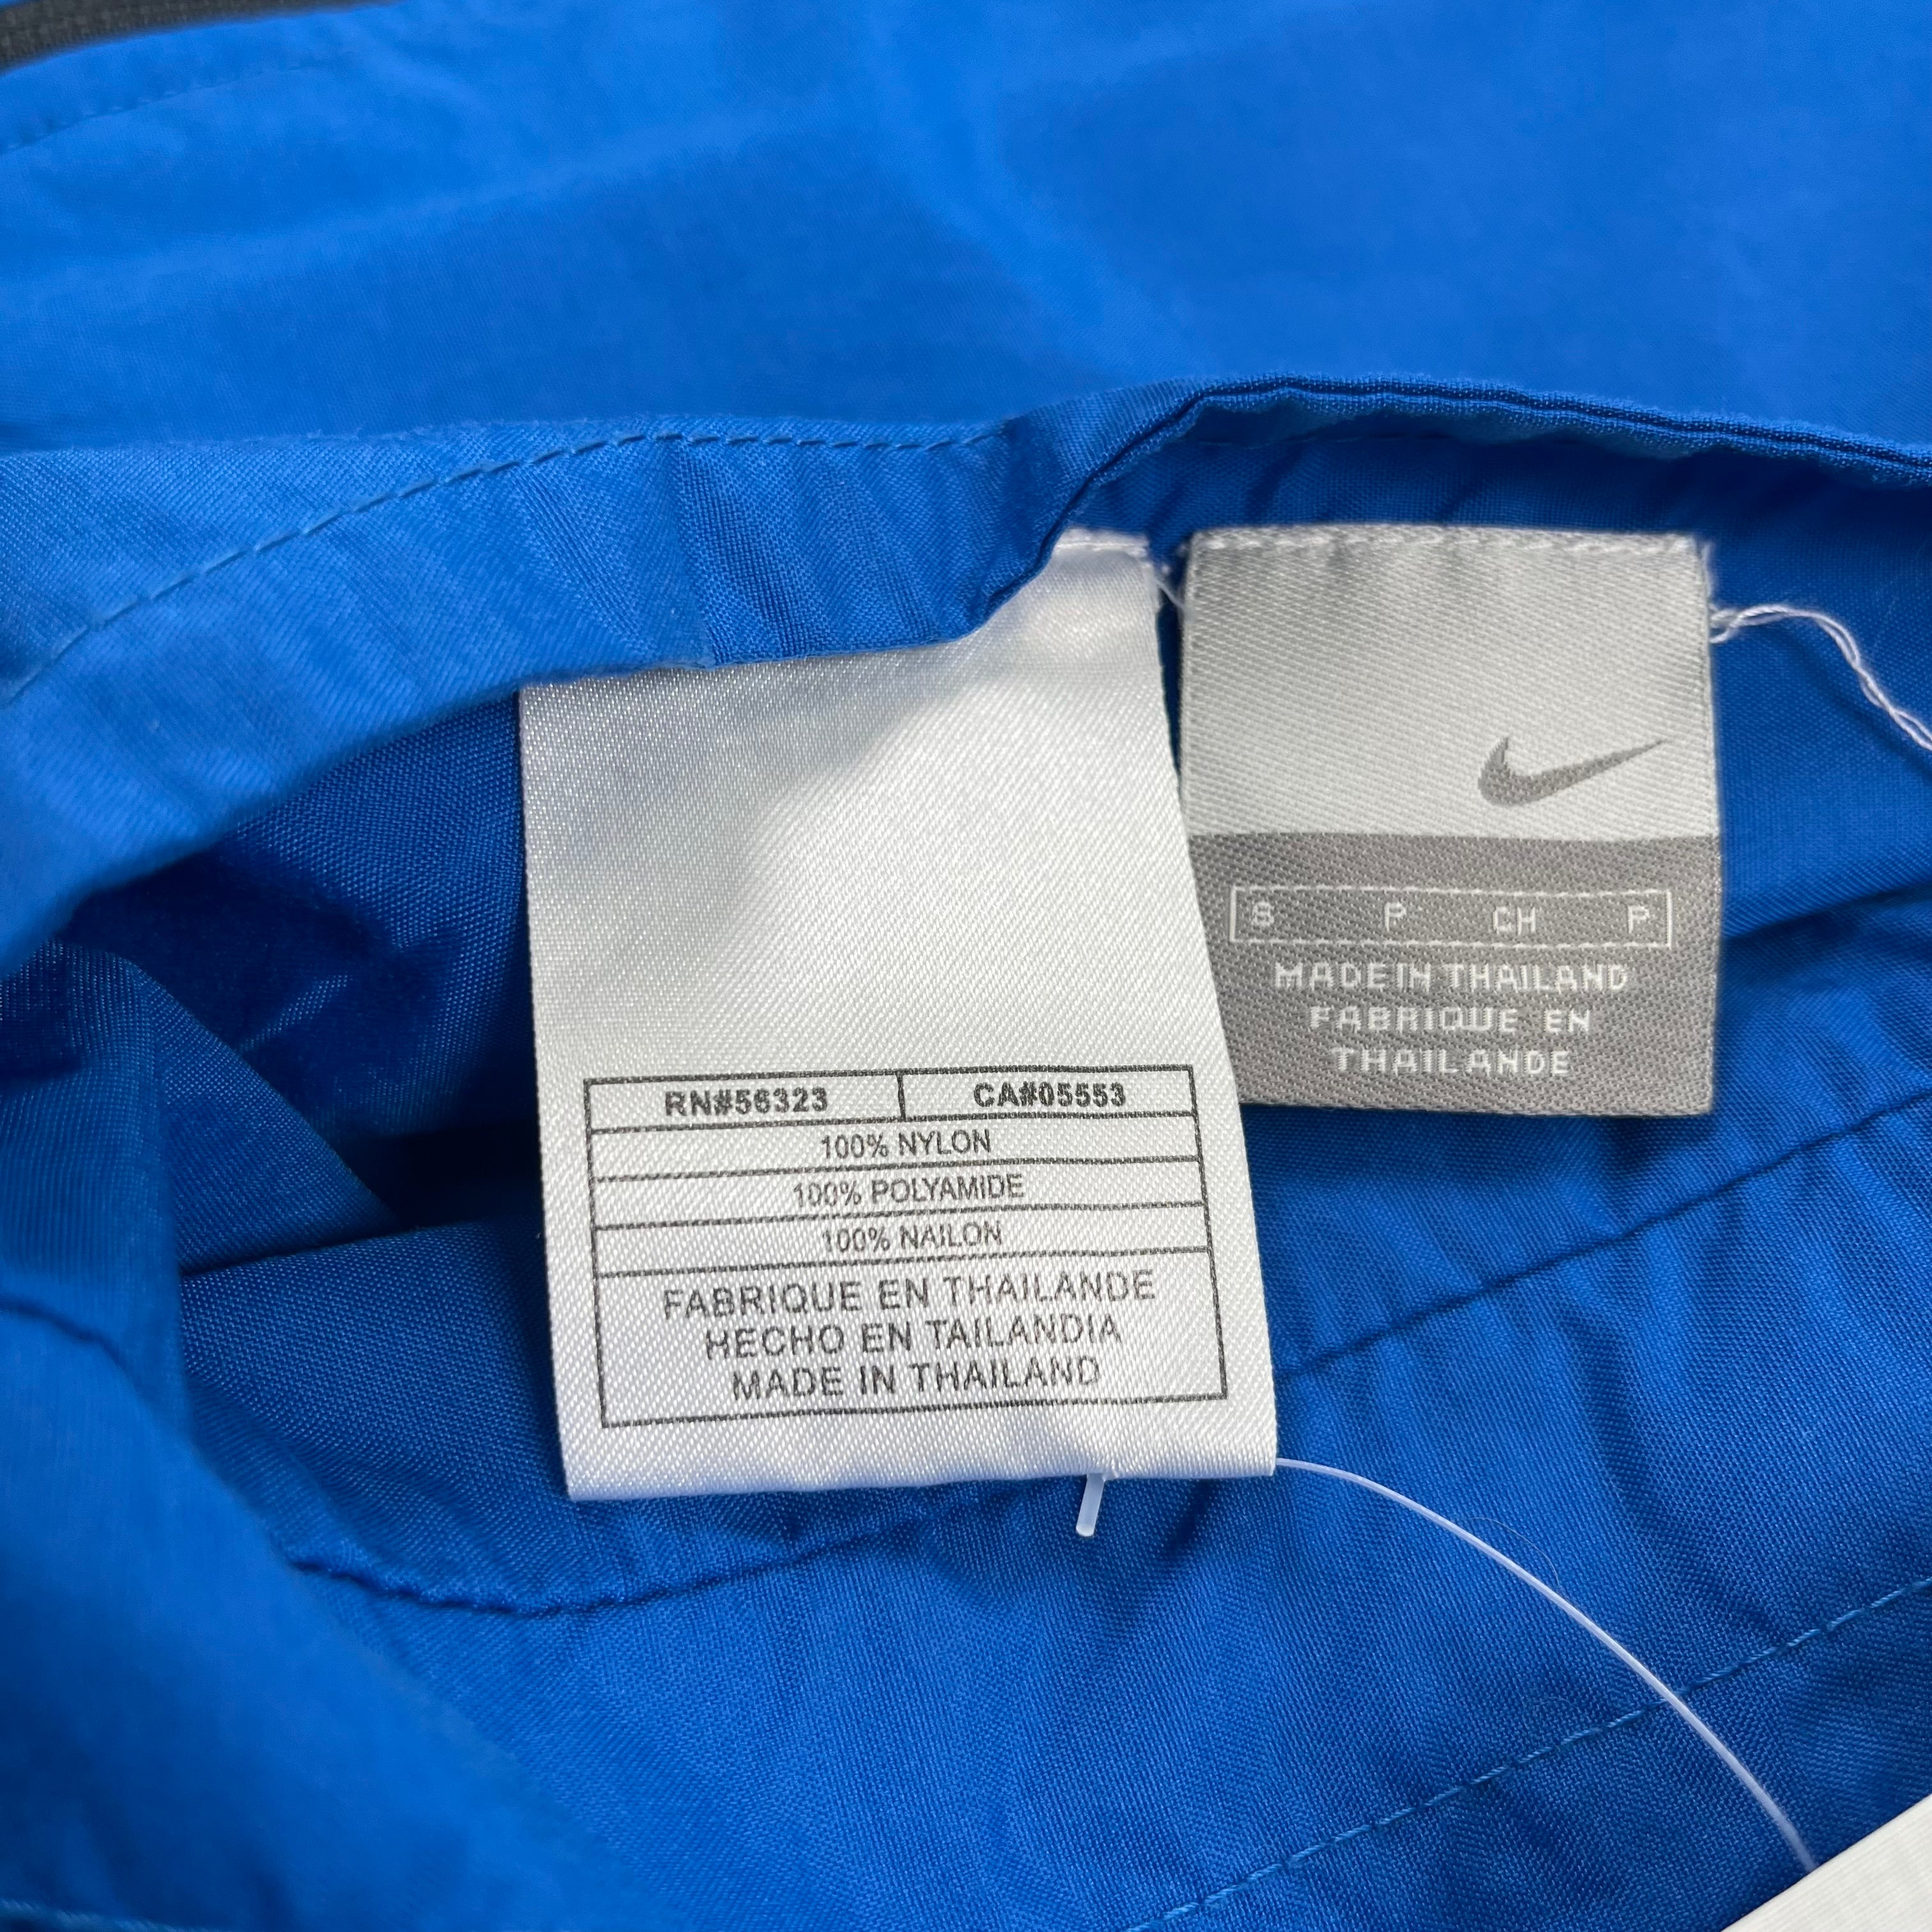 RN#56323 CA#05553
100% NYLON
100% POLYAMIDE
100% NAILON
FABRIQUE EN THAILANDE
HECHO EN TAILANDIA
MADE IN THAILAND
S P CH P
MADE IN THAILAND
FABRIQUE EN
THAILANDE